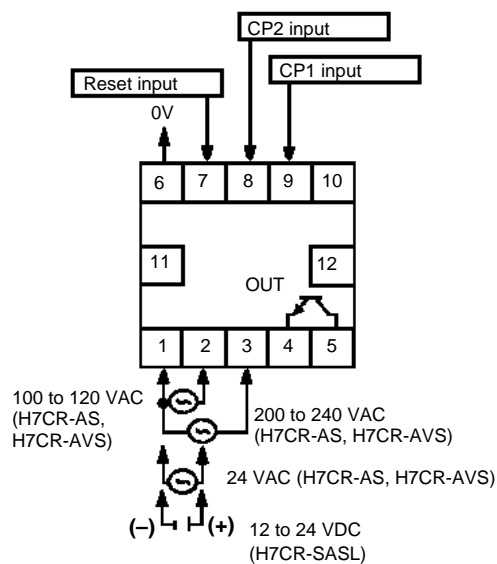 CP2 input
CP1 input
Reset input
0V
6 7 8 9 10
11 12
OUT
1 2 3 4 5
100 to 120 VAC
(H7CR-AS,
H7CR-AVS)
200 to 240 VAC
(H7CR-AS, H7CR-AVS)
24 VAC (H7CR-AS, H7CR-AVS)
(–) (+) 12 to 24 VDC
(H7CR-SASL)